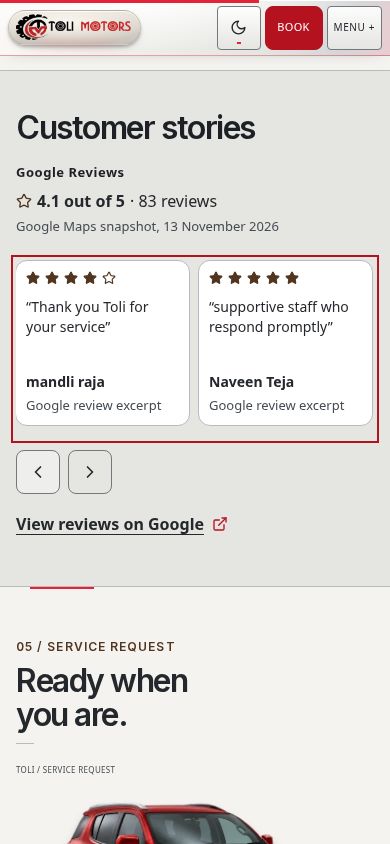 TOLI MOTORS
BOOK
MENU +
Customer stories
Google Reviews
4.1 out of 5 · 83 reviews
Google Maps snapshot, 13 November 2026
“Thank you Toli for
your service”
mandli raja
Google review excerpt
“supportive staff who
respond promptly”
Naveen Teja
Google review excerpt
View reviews on Google
05 / SERVICE REQUEST
Ready when
you are.
TOLI / SERVICE REQUEST